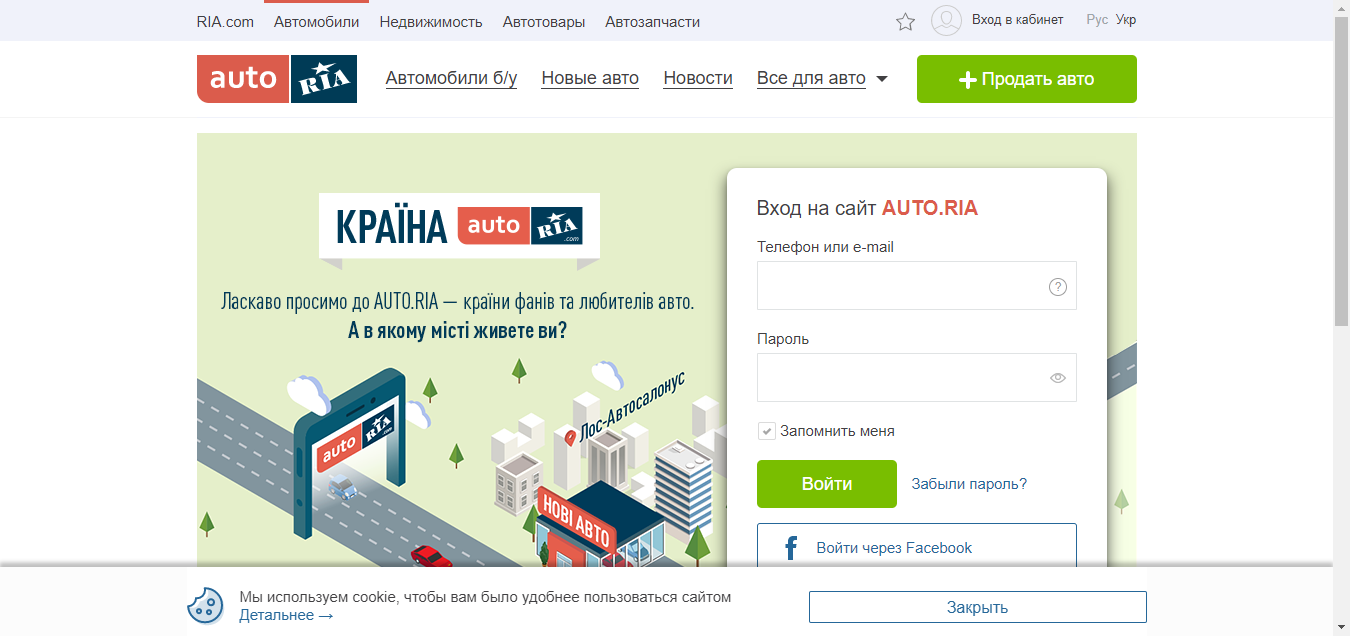 RIA.com Автомобили Недвижимость Автотовары Автозапчасти Вход в кабинет Рус Укр
auto RIA Автомобили б/у Новые авто Новости Все для авто + Продать авто
КРАЇНА auto RIA .com
Ласкаво просимо до AUTO.RIA — країни фанів та любителів авто.
А в якому місті живете ви?
Лос-Автосалонус
auto RIA .com
НОВІ АВТО
Вход на сайт AUTO.RIA
Телефон или e-mail
?
Пароль
Запомнить меня
Войти Забыли пароль?
f Войти через Facebook
Мы используем cookie, чтобы вам было удобнее пользоваться сайтом
Детальнее →
Закрыть